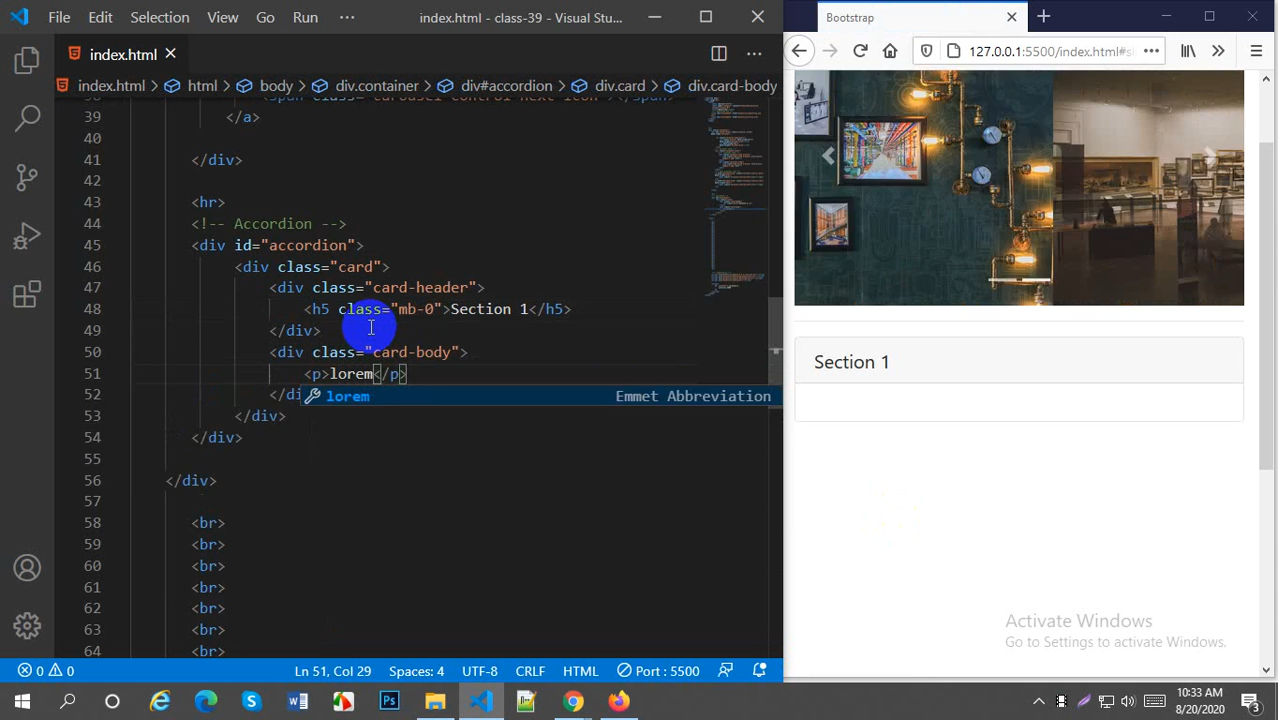 File Edit Selection View Go Run ··· index.html - class-39 - Visual Stu...
index.html
index.html > html > body > div.container > div#accordion > div.card > div.card-body
39 </a>
40
41 </div>
42
43 <hr>
44 <!-- Accordion -->
45 <div id="accordion">
46 <div class="card">
47 <div class="card-header">
48 <h5 class="mb-0">Section 1</h5>
49 </div>
50 <div class="card-body">
51 <p>lorem</p>
52 </di
lorem Emmet Abbreviation
53 </div>
54 </div>
55
56 </div>
57
58 <br>
59 <br>
60 <br>
61 <br>
62 <br>
63 <br>
64 <br>
0 0 Ln 51, Col 29 Spaces: 4 UTF-8 CRLF HTML Port : 5500
Bootstrap
127.0.0.1:5500/index.html#s
Section 1
Activate Windows
Go to Settings to activate Windows.
10:33 AM
8/20/2020
3